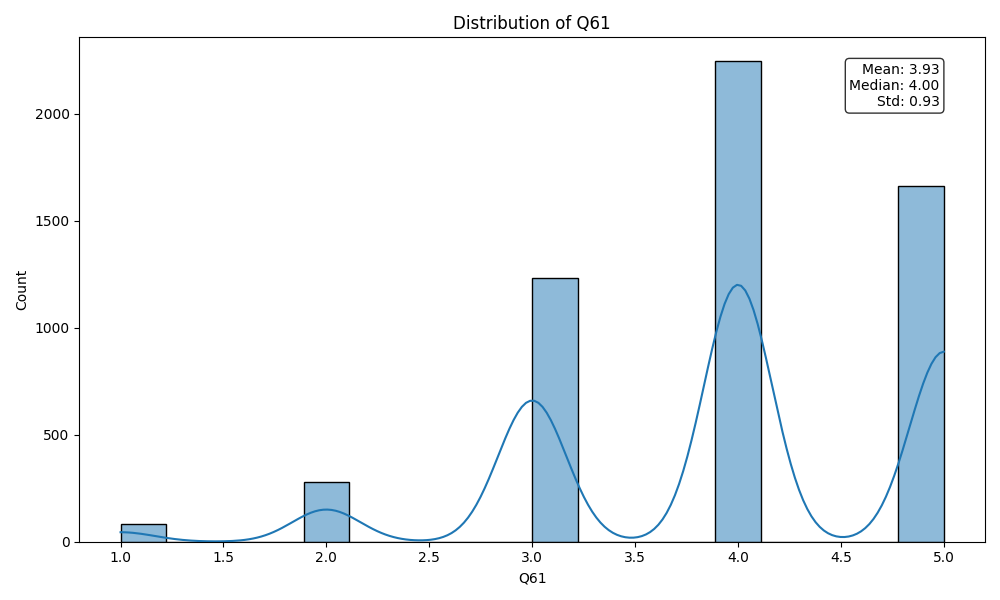 Distribution of Q61
Mean: 3.93
Median: 4.00
Std: 0.93
2000
1500
1000
500
0
Count
1.0 1.5 2.0 2.5 3.0 3.5 4.0 4.5 5.0
Q61